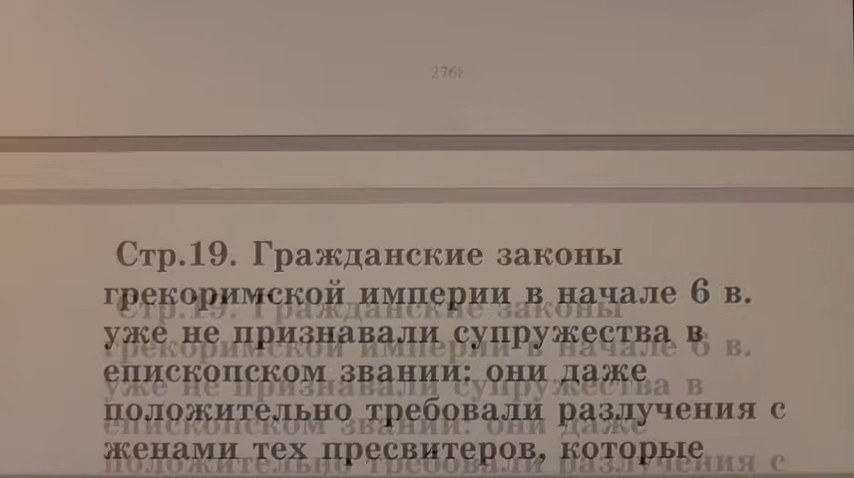 Стр.19. Гражданские законы
грекоримской империи в начале 6 в.
уже не признавали супружества в
епископском звании: они даже
положительно требовали разлучения с
женами тех пресвитеров, которые